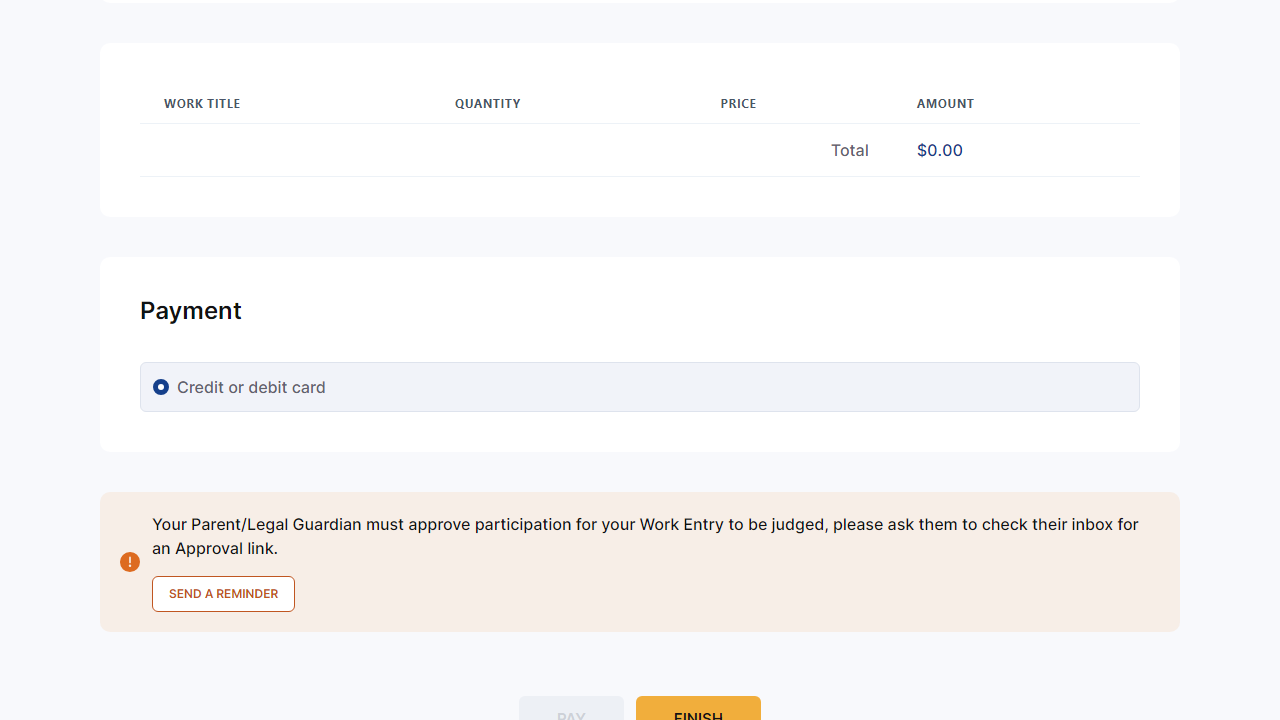 WORK TITLE QUANTITY PRICE AMOUNT
Total $0.00
Payment
Credit or debit card
Your Parent/Legal Guardian must approve participation for your Work Entry to be judged, please ask them to check their inbox for
an Approval link.
SEND A REMINDER
PAY FINISH